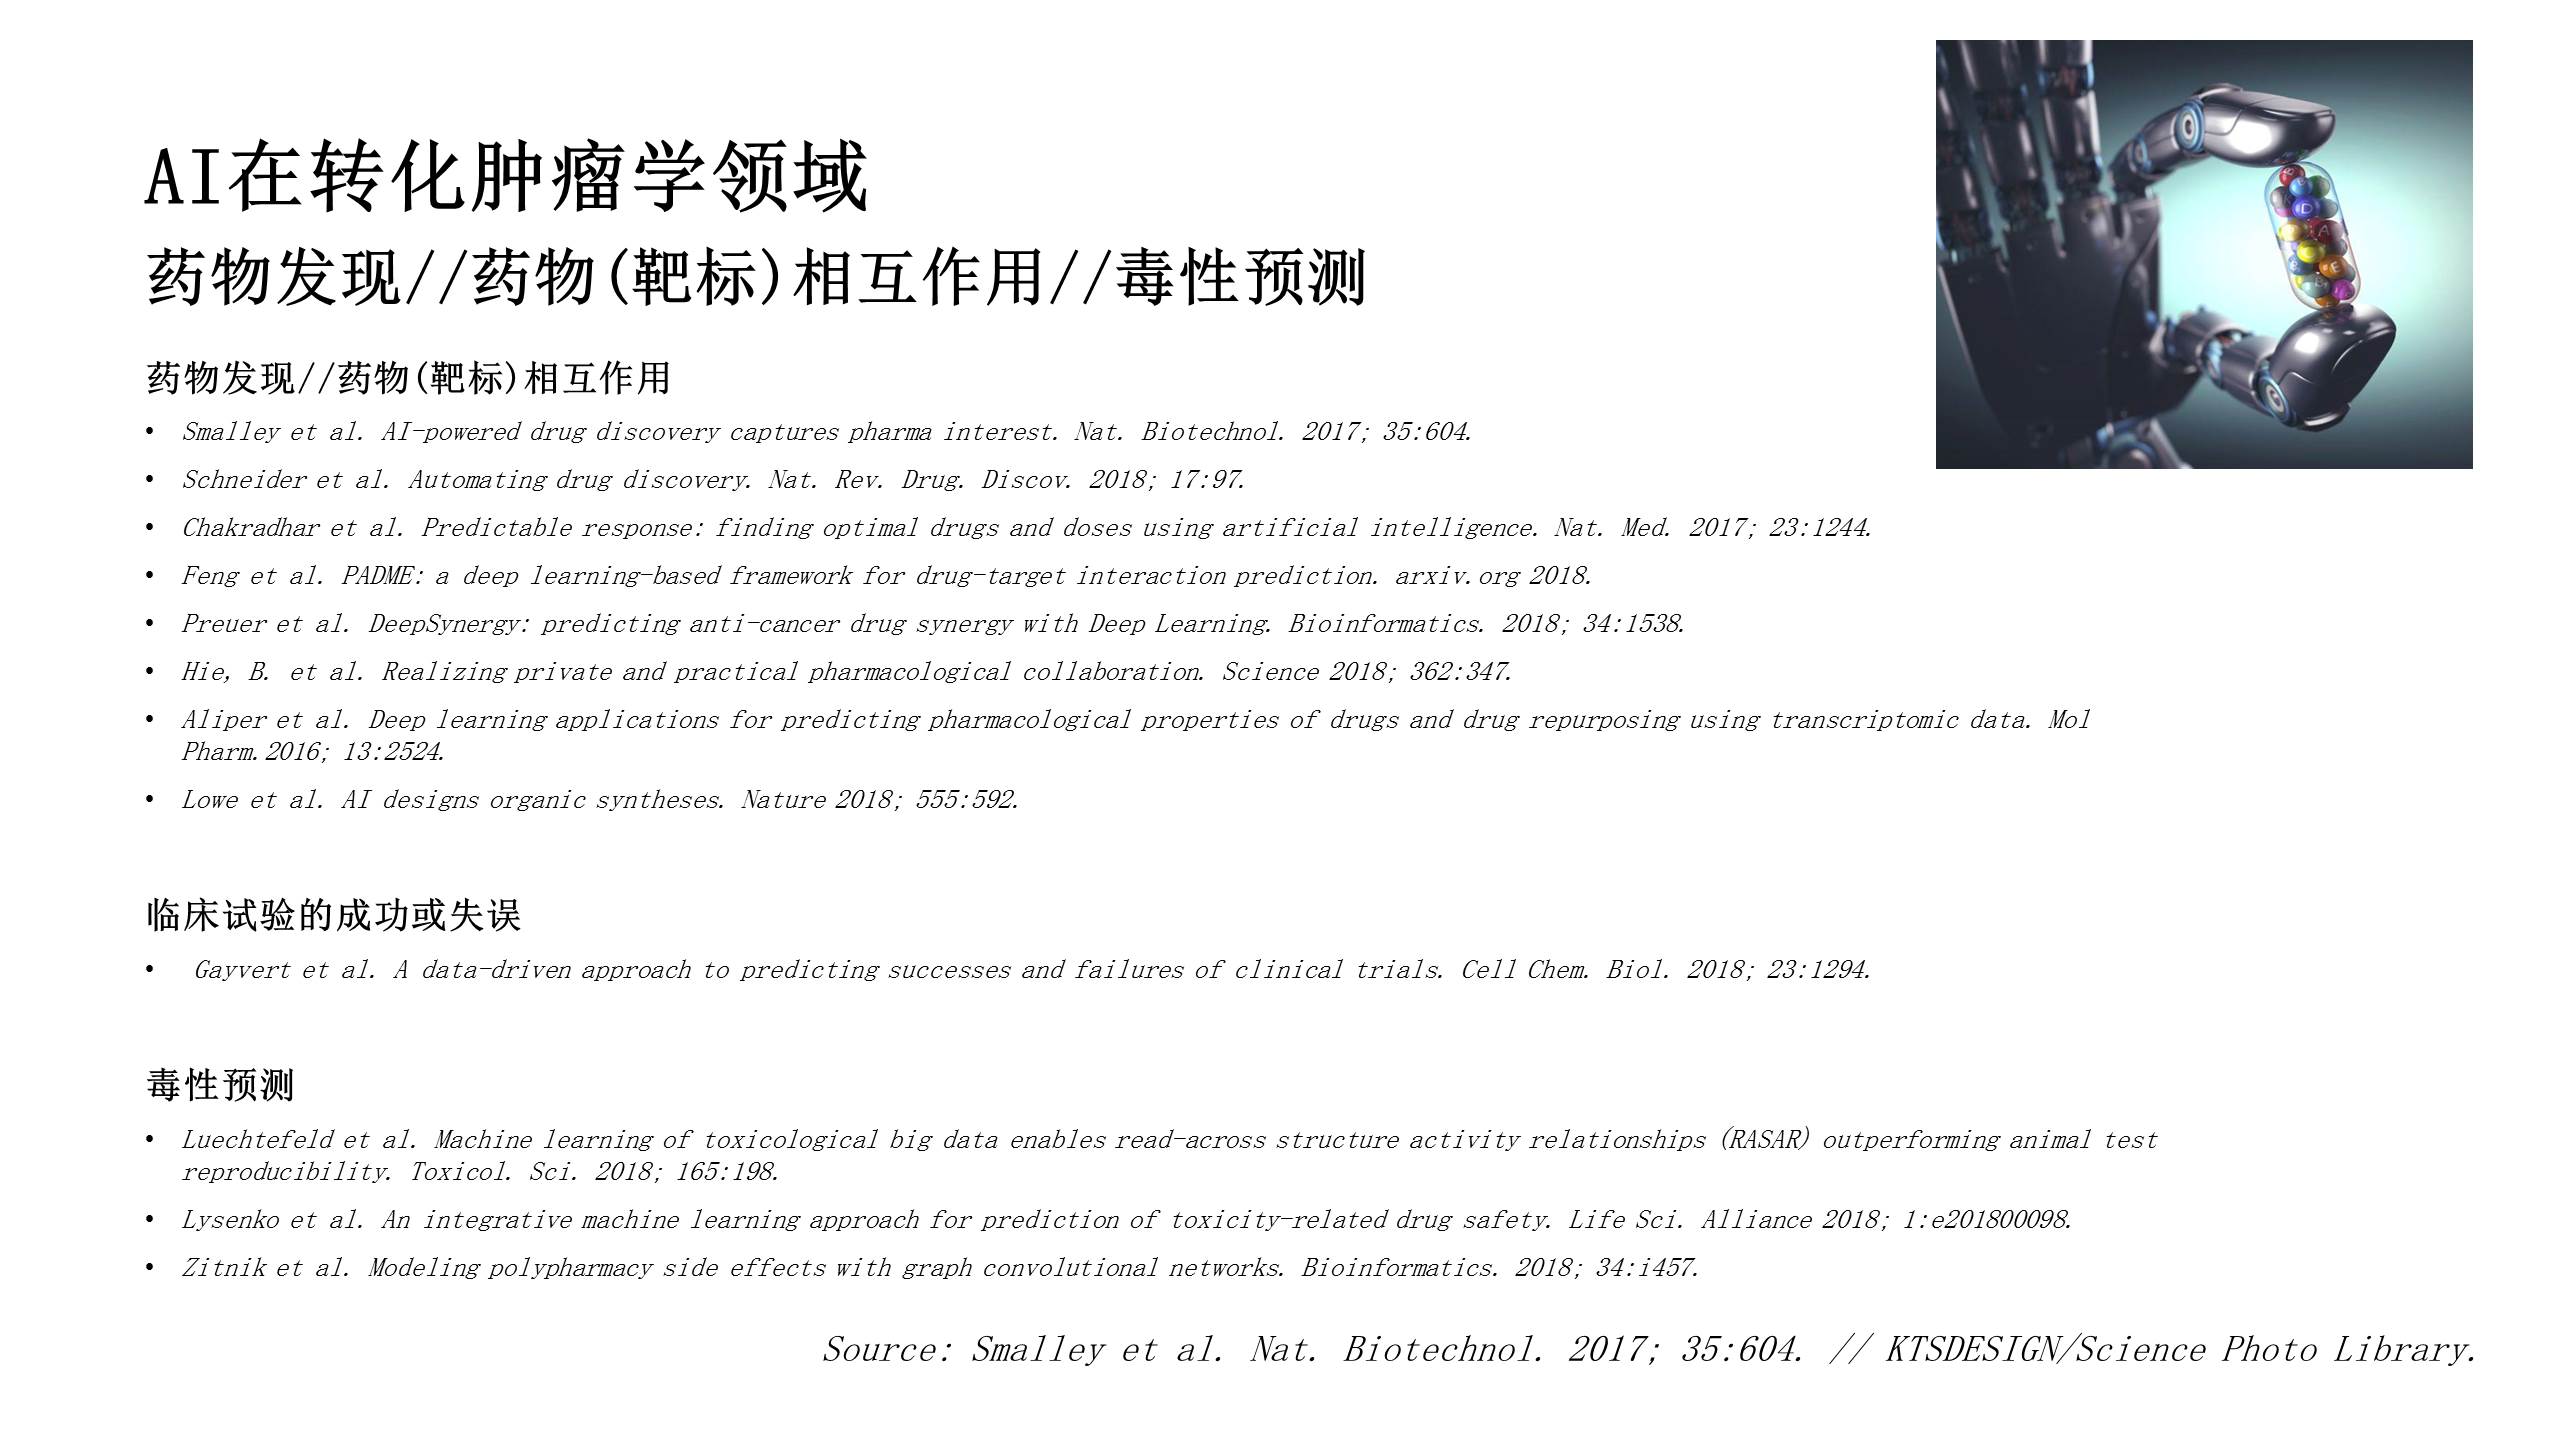 AI在转化肿瘤学领域
药物发现//药物(靶标)相互作用//毒性预测
药物发现//药物(靶标)相互作用
• Smalley et al. AI-powered drug discovery captures pharma interest. Nat. Biotechnol. 2017; 35:604.
• Schneider et al. Automating drug discovery. Nat. Rev. Drug. Discov. 2018; 17:97.
• Chakradhar et al. Predictable response: finding optimal drugs and doses using artificial intelligence. Nat. Med. 2017; 23:1244.
• Feng et al. PADME: a deep learning-based framework for drug-target interaction prediction. arxiv.org 2018.
• Preuer et al. DeepSynergy: predicting anti-cancer drug synergy with Deep Learning. Bioinformatics. 2018; 34:1538.
• Hie, B. et al. Realizing private and practical pharmacological collaboration. Science 2018; 362:347.
• Aliper et al. Deep learning applications for predicting pharmacological properties of drugs and drug repurposing using transcriptomic data. Mol
Pharm.2016; 13:2524.
• Lowe et al. AI designs organic syntheses. Nature 2018; 555:592.
临床试验的成功或失误
• Gayvert et al. A data-driven approach to predicting successes and failures of clinical trials. Cell Chem. Biol. 2018; 23:1294.
毒性预测
• Luechtefeld et al. Machine learning of toxicological big data enables read-across structure activity relationships (RASAR) outperforming animal test
reproducibility. Toxicol. Sci. 2018; 165:198.
• Lysenko et al. An integrative machine learning approach for prediction of toxicity-related drug safety. Life Sci. Alliance 2018; 1:e201800098.
• Zitnik et al. Modeling polypharmacy side effects with graph convolutional networks. Bioinformatics. 2018; 34:i457.
Source: Smalley et al. Nat. Biotechnol. 2017; 35:604. // KTSDESIGN/Science Photo Library.